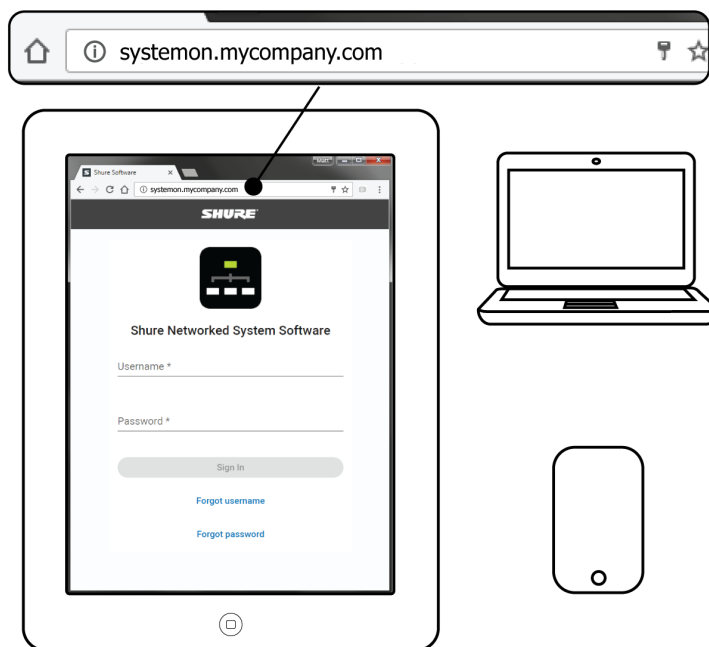 systemon.mycompany.com
Shure Software
Matt
systemon.mycompany.com
SHURE
Shure Networked System Software
Username *
Password *
Sign In
Forgot username
Forgot password